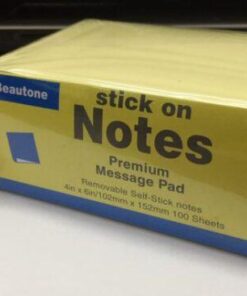 Beautone
stick on
Notes
Premium
Message Pad
Removable Self-Stick notes
4in x 6in/102mm x 152mm 100 Sheets